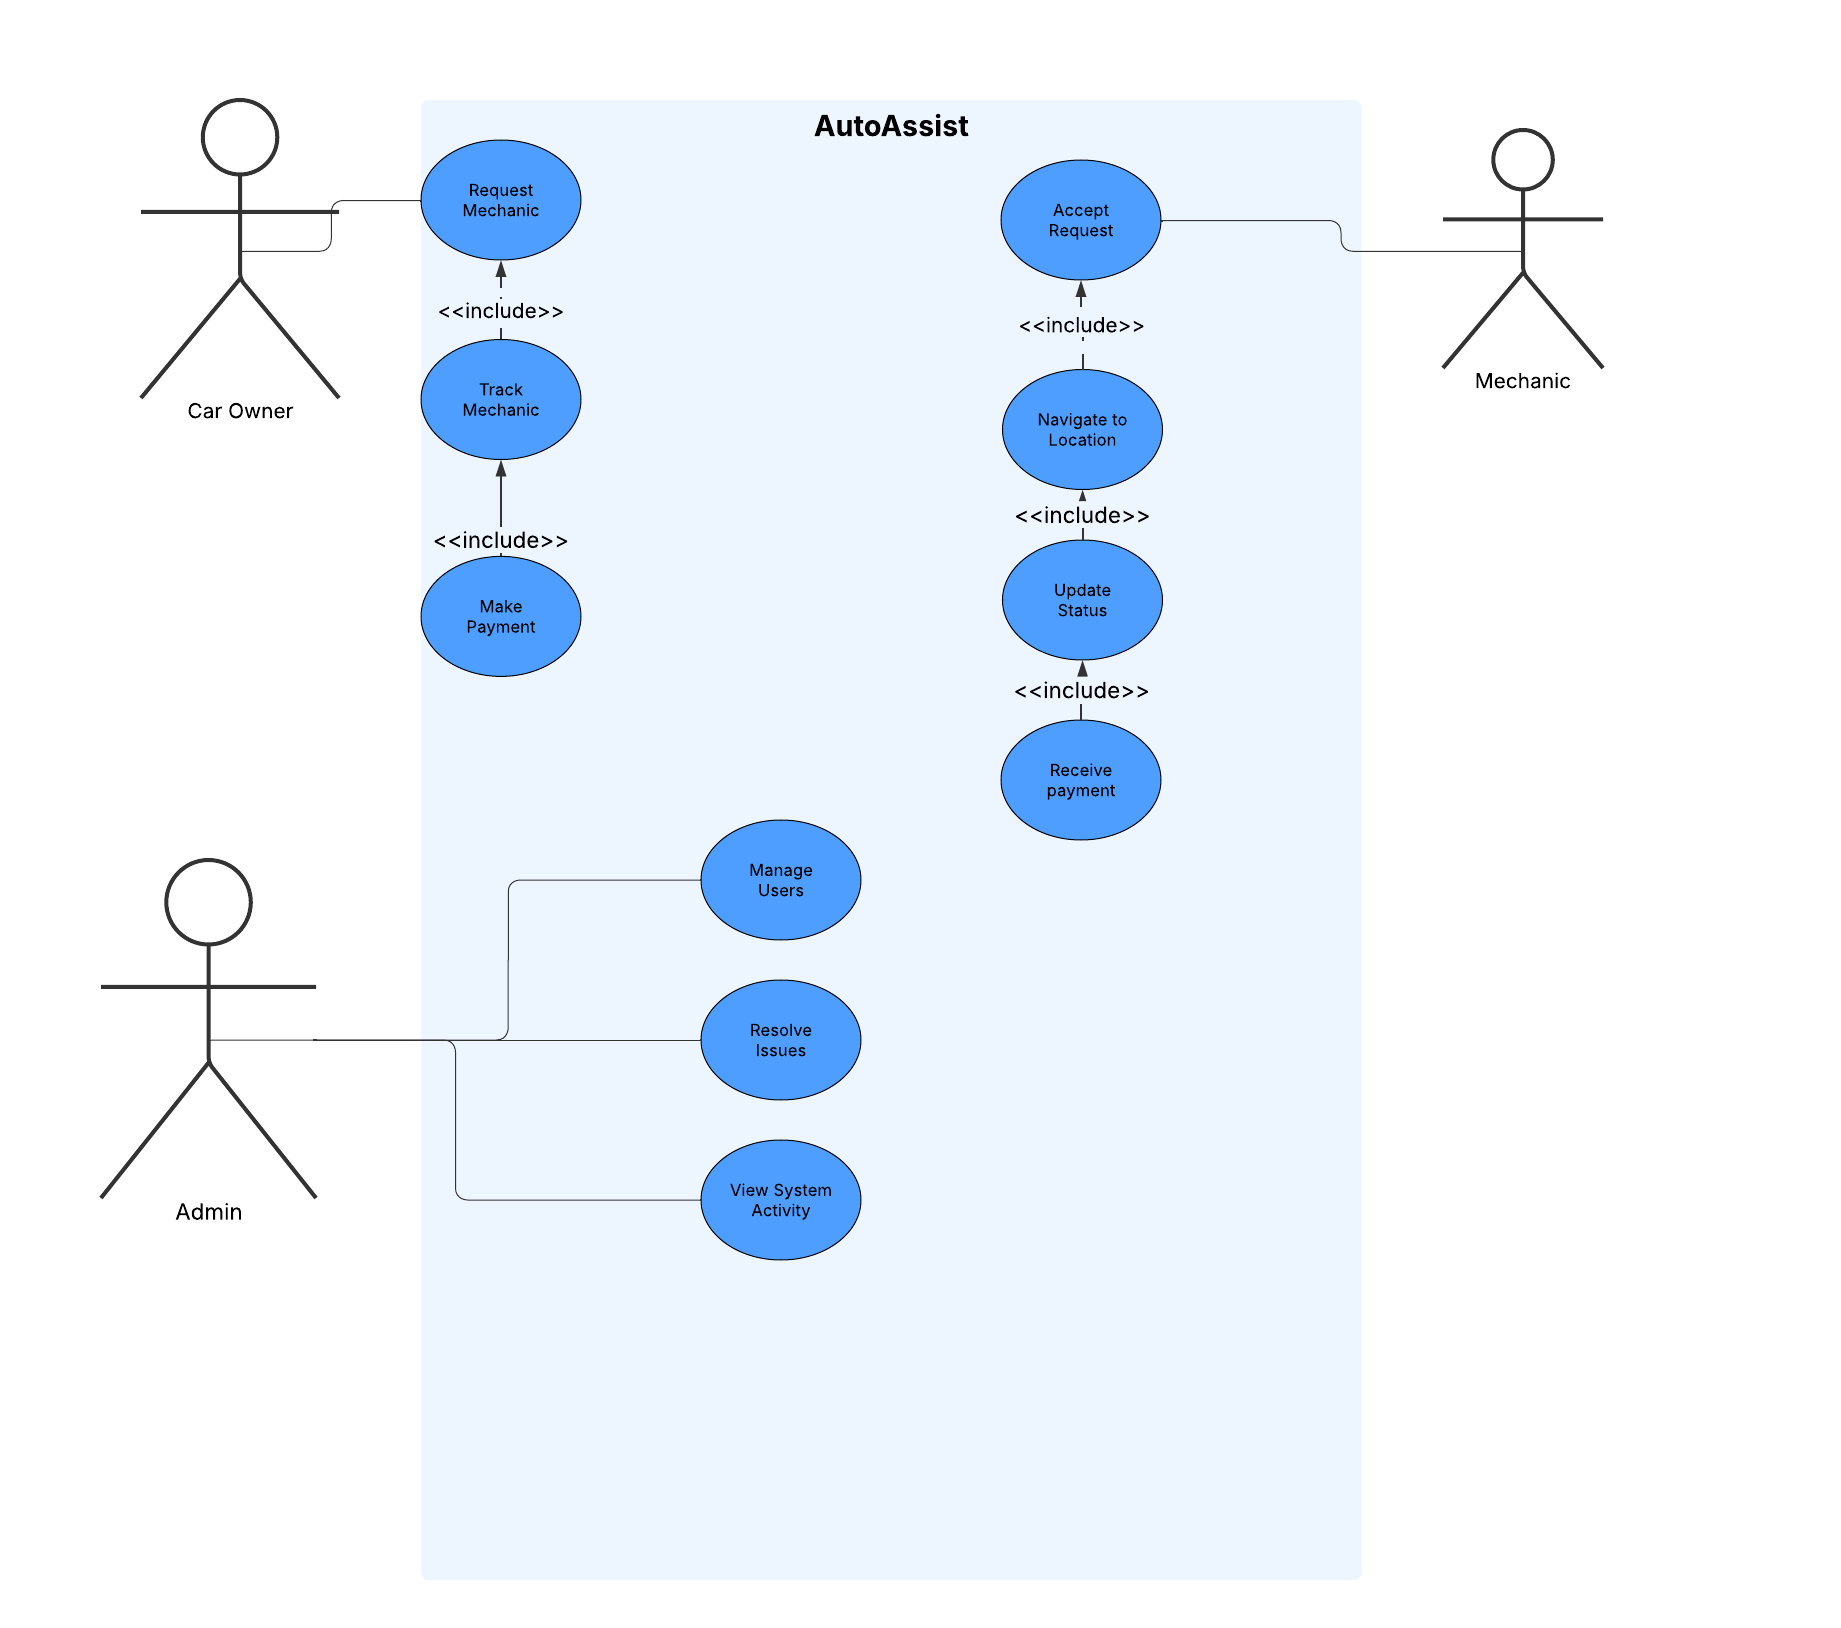 AutoAssist
Request
Mechanic
<<include>>
Track
Mechanic
<<include>>
Make
Payment
Car Owner
Accept
Request
<<include>>
Navigate to
Location
<<include>>
Update
Status
<<include>>
Receive
payment
Mechanic
Manage
Users
Resolve
Issues
View System
Activity
Admin